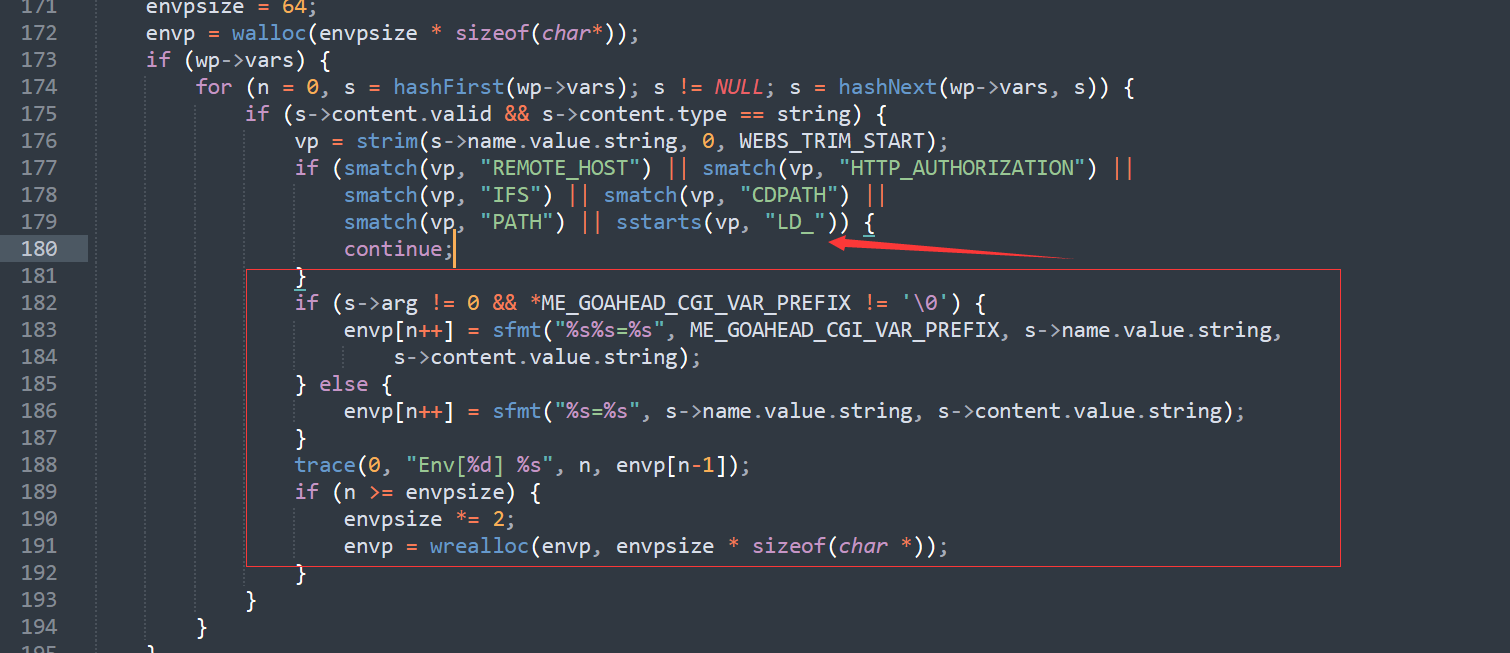 171 envpsize = 64;
172 envp = walloc(envpsize * sizeof(char*));
173 if (wp->vars) {
174 for (n = 0, s = hashFirst(wp->vars); s != NULL; s = hashNext(wp->vars, s)) {
175 if (s->content.valid && s->content.type == string) {
176 vp = strim(s->name.value.string, 0, WEBS_TRIM_START);
177 if (smatch(vp, "REMOTE_HOST") || smatch(vp, "HTTP_AUTHORIZATION") ||
178 smatch(vp, "IFS") || smatch(vp, "CDPATH") ||
179 smatch(vp, "PATH") || sstarts(vp, "LD_")) {
180 continue;
181 }
182 if (s->arg != 0 && *ME_GOAHEAD_CGI_VAR_PREFIX != '\0') {
183 envp[n++] = sfmt("%s%s=%s", ME_GOAHEAD_CGI_VAR_PREFIX, s->name.value.string,
184 s->content.value.string);
185 } else {
186 envp[n++] = sfmt("%s=%s", s->name.value.string, s->content.value.string);
187 }
188 trace(0, "Env[%d] %s", n, envp[n-1]);
189 if (n >= envpsize) {
190 envpsize *= 2;
191 envp = wrealloc(envp, envpsize * sizeof(char *));
192 }
193 }
194 }
195 }